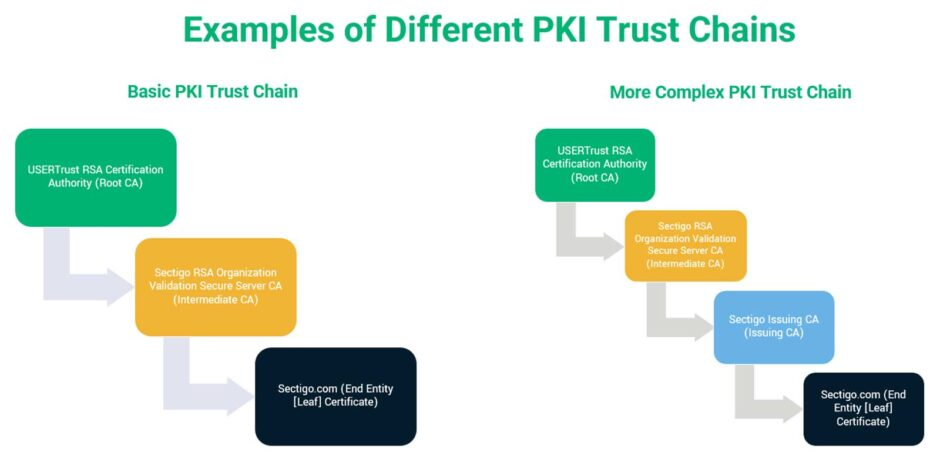 Examples of Different PKI Trust Chains
Basic PKI Trust Chain
USERTrust RSA Certification
Authority (Root CA)
Sectigo RSA Organization
Validation Secure Server CA
(Intermediate CA)
Sectigo.com (End Entity
[Leaf] Certificate)
More Complex PKI Trust Chain
USERTrust RSA
Certification Authority
(Root CA)
Sectigo RSA
Organization Validation
Secure Server CA
(Intermediate CA)
Sectigo Issuing CA
(Issuing CA)
Sectigo.com (End
Entity [Leaf]
Certificate)